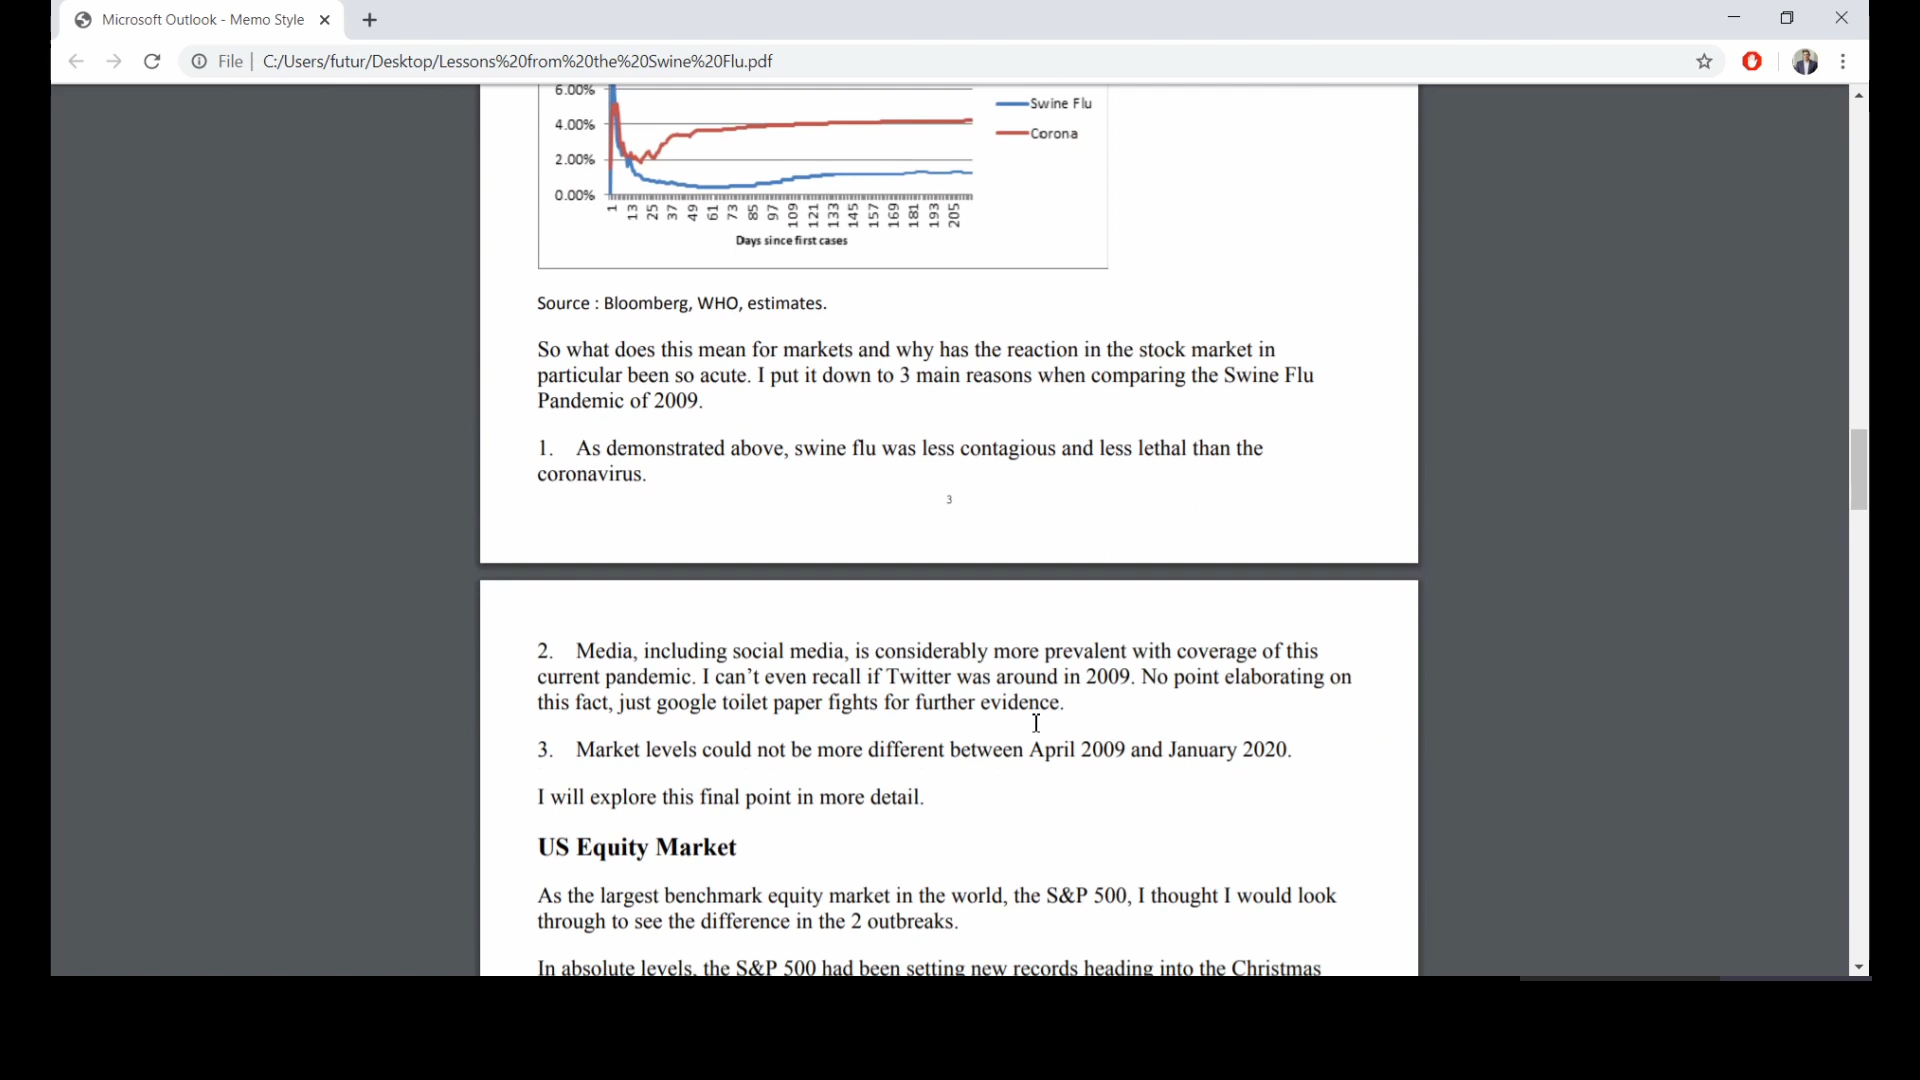 Microsoft Outlook - Memo Style
File | C:/Users/futur/Desktop/Lessons%20from%20the%20Swine%20Flu.pdf
6.00%
4.00%
2.00%
0.00%
Swine Flu
Corona
1 13 25 37 49 61 73 85 97 109 121 133 145 157 169 181 193 205
Days since first cases
Source : Bloomberg, WHO, estimates.
So what does this mean for markets and why has the reaction in the stock market in
particular been so acute. I put it down to 3 main reasons when comparing the Swine Flu
Pandemic of 2009.
1. As demonstrated above, swine flu was less contagious and less lethal than the
coronavirus.
3
2. Media, including social media, is considerably more prevalent with coverage of this
current pandemic. I can’t even recall if Twitter was around in 2009. No point elaborating on
this fact, just google toilet paper fights for further evidence.
3. Market levels could not be more different between April 2009 and January 2020.
I will explore this final point in more detail.
US Equity Market
As the largest benchmark equity market in the world, the S&P 500, I thought I would look
through to see the difference in the 2 outbreaks.
In absolute levels, the S&P 500 had been setting new records heading into the Christmas